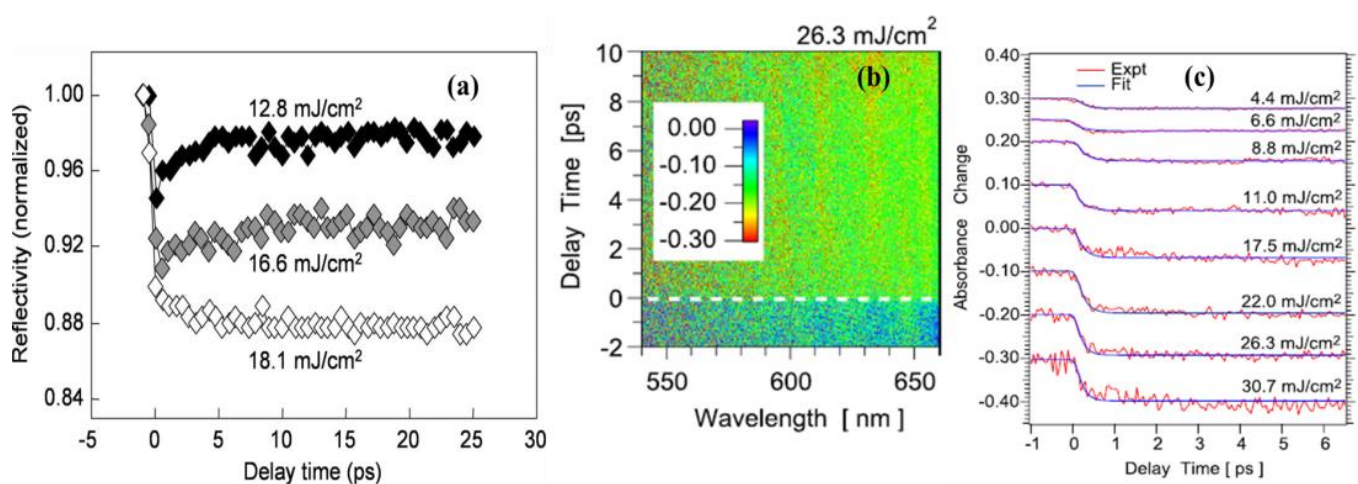 (a)
1.00
0.96
0.92
0.88
0.84
Reflectivity (normalized)
12.8 mJ/cm²
16.6 mJ/cm²
18.1 mJ/cm²
-5
0
5
10
15
20
25
30
Delay time (ps)
26.3 mJ/cm²
(b)
10
8
6
4
2
0
-2
Delay Time [ps]
0.00
-0.10
-0.20
-0.30
550
600
650
Wavelength [ nm ]
(c)
0.40
0.30
0.20
0.10
0.00
-0.10
-0.20
-0.30
-0.40
Absorbance Change
Expt
Fit
4.4 mJ/cm²
6.6 mJ/cm²
8.8 mJ/cm²
11.0 mJ/cm²
17.5 mJ/cm²
22.0 mJ/cm²
26.3 mJ/cm²
30.7 mJ/cm²
-1
0
1
2
3
4
5
6
Delay Time [ ps ]